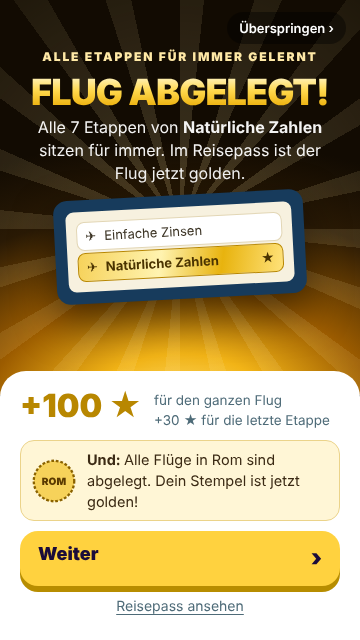 Überspringen ›
ALLE ETAPPEN FÜR IMMER GELERNT
FLUG ABGELEGT!
Alle 7 Etappen von Natürliche Zahlen
sitzen für immer. Im Reisepass ist der
Flug jetzt golden.
✈ Einfache Zinsen
✈ Natürliche Zahlen ★
+100 ★
für den ganzen Flug
+30 ★ für die letzte Etappe
ROM
Und: Alle Flüge in Rom sind
abgelegt. Dein Stempel ist jetzt
golden!
Weiter ›
Reisepass ansehen